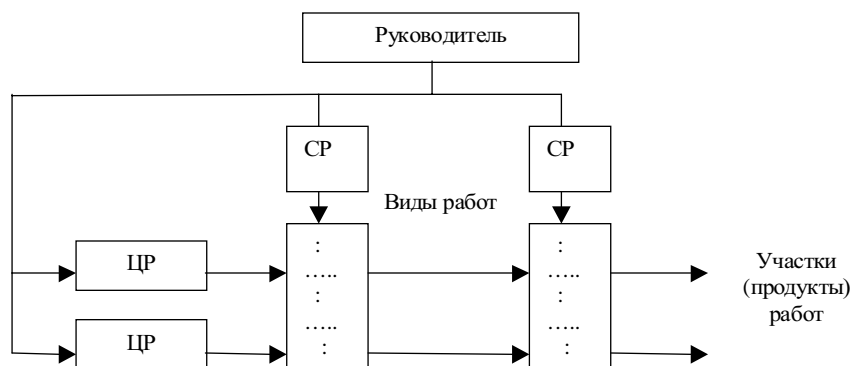 Руководитель
СР
СР
Виды работ
:
…..
:
…..
:
:
…..
:
…..
:
ЦР
ЦР
Участки
(продукты)
работ